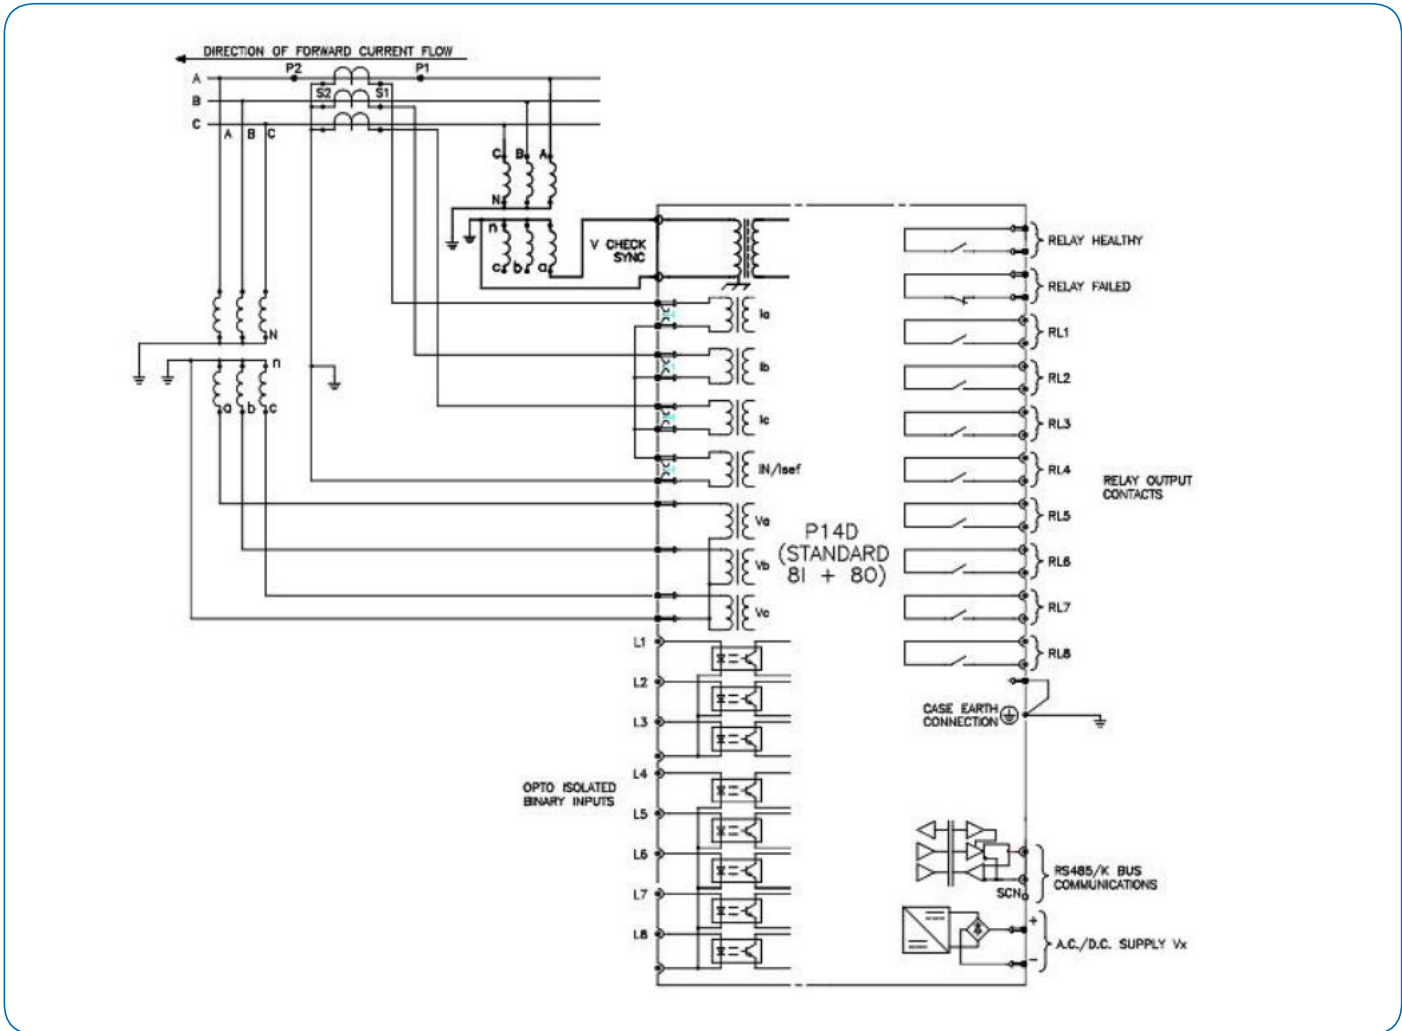 DIRECTION OF FORWARD CURRENT FLOW
P2 P1
A
S2 S1
B
C
A B C
C B A
N
n
V CHECK
SYNC
c b a
RELAY HEALTHY
RELAY FAILED
Ia
RL1
N
n
Ib
RL2
a b c
Ic
RL3
IN/Isef
RL4
RELAY OUTPUT
CONTACTS
Va
RL5
P14D
(STANDARD
8I + 8O)
Vb
RL6
Vc
RL7
L1
RL8
L2
CASE EARTH
CONNECTION
L3
L4
OPTO ISOLATED
BINARY INPUTS
L5
L6
RS485/K BUS
COMMUNICATIONS
L7
SCN
+
L8
A.C./D.C. SUPPLY Vx
−